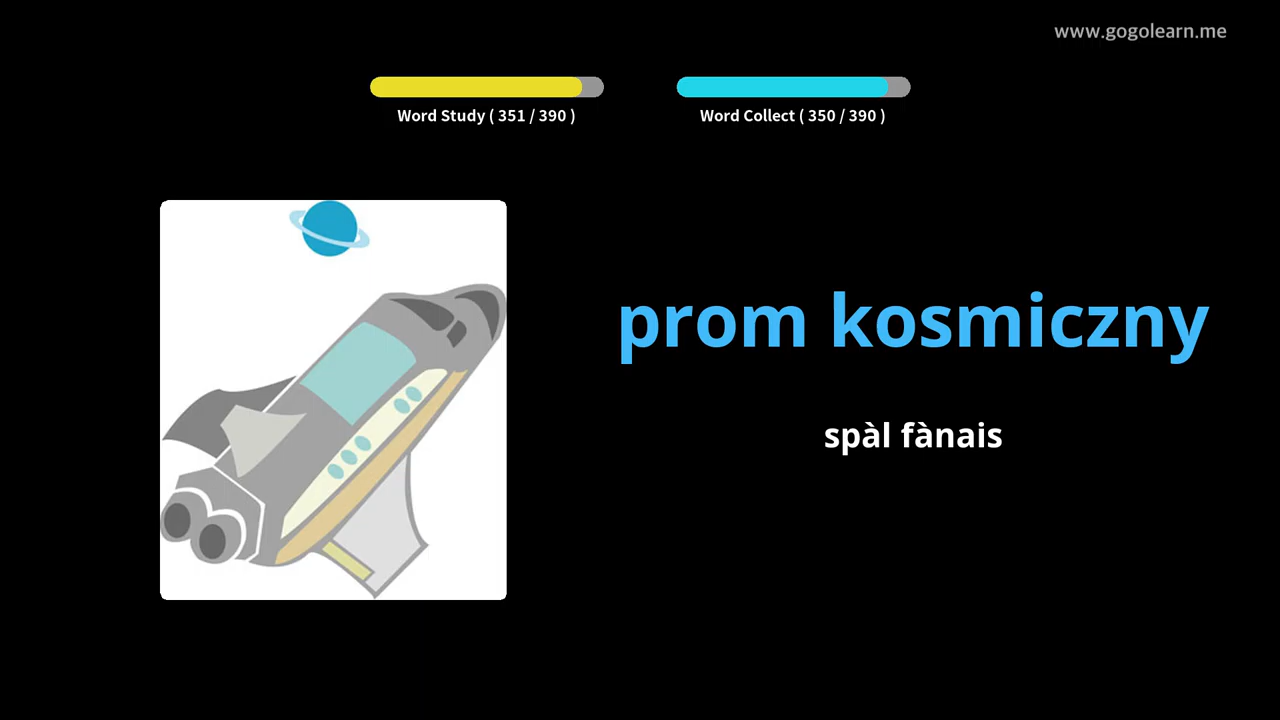 www.gogolearn.me
Word Study ( 351 / 390 )
Word Collect ( 350 / 390 )
prom kosmiczny
spàl fànais